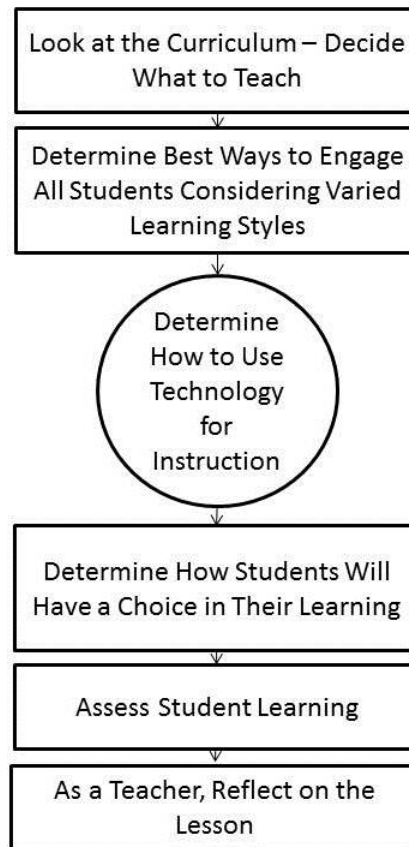 Look at the Curriculum – Decide
What to Teach
Determine Best Ways to Engage
All Students Considering Varied
Learning Styles
Determine
How to Use
Technology
for
Instruction
Determine How Students Will
Have a Choice in Their Learning
Assess Student Learning
As a Teacher, Reflect on the
Lesson